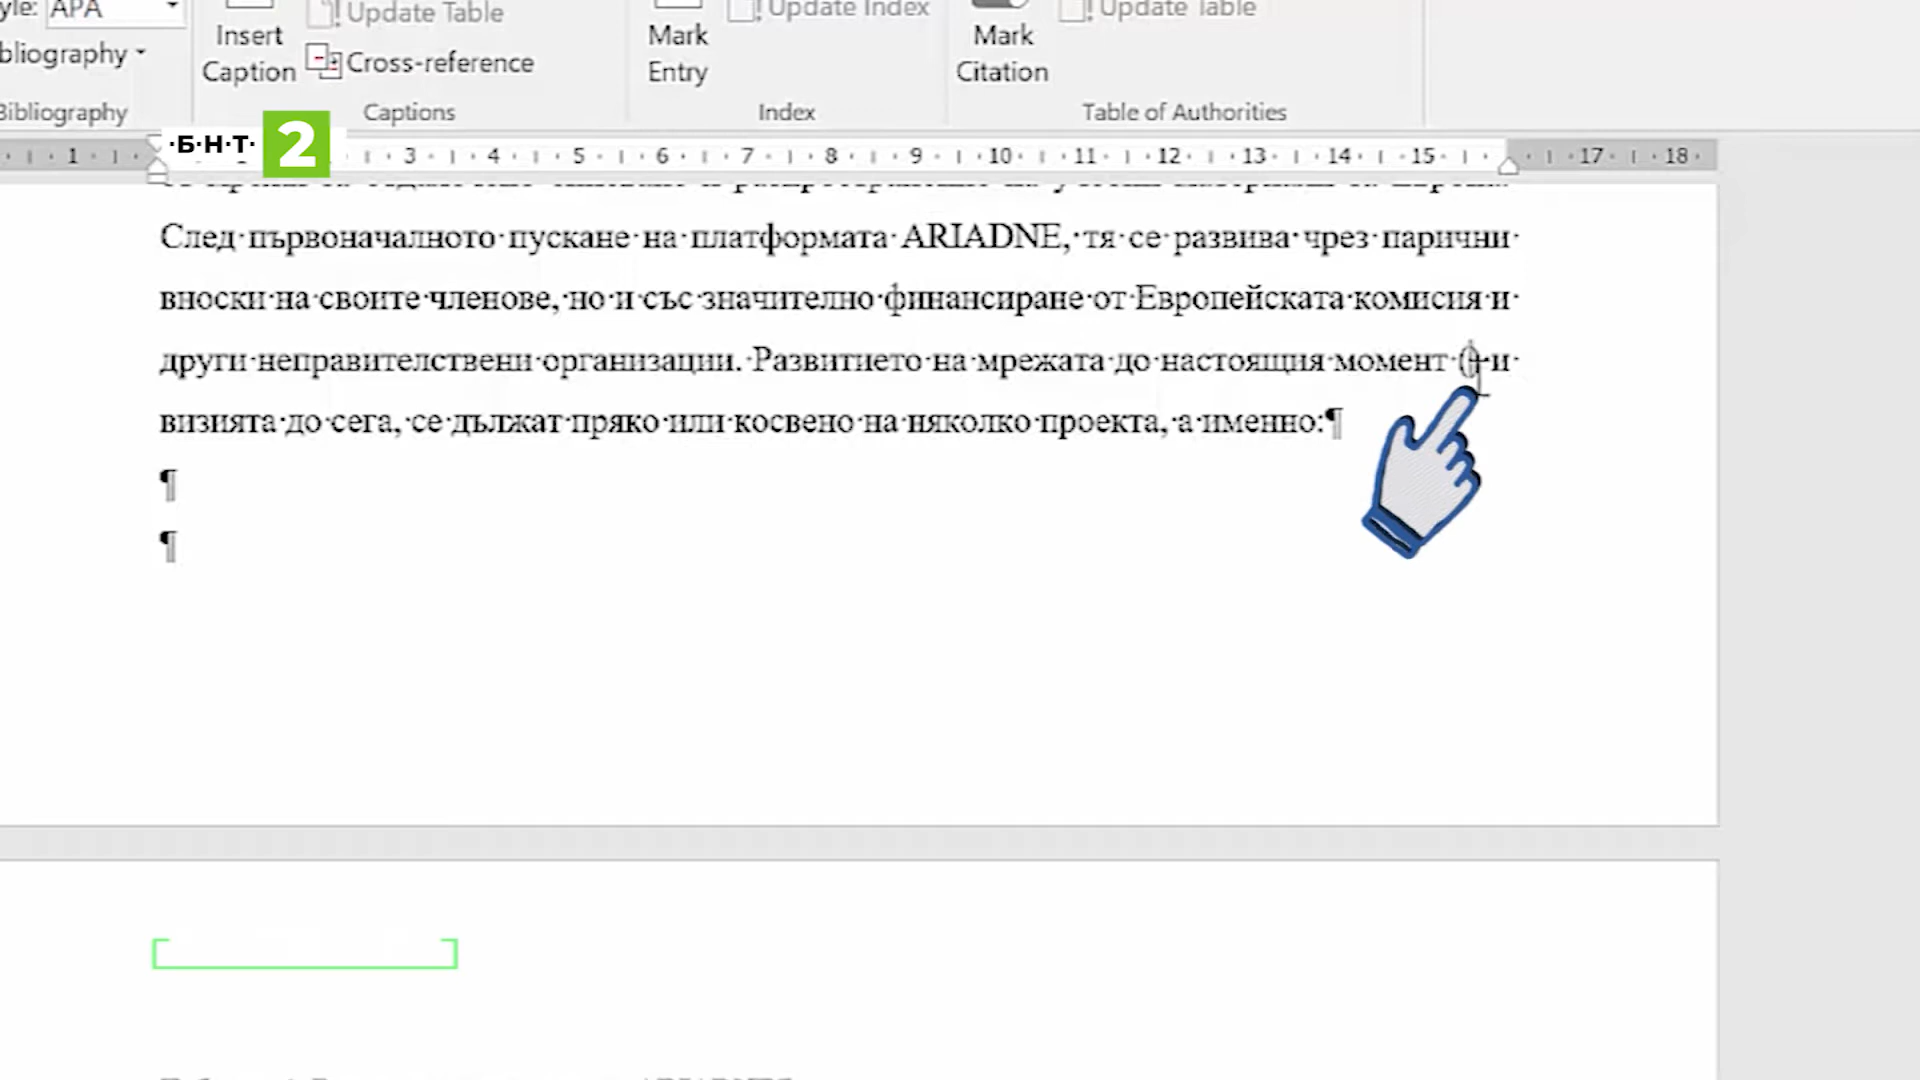 yle: APA
Update Table
Update Index
Update Table
bliography
Insert Caption
Cross-reference
Mark Entry
Mark Citation
Bibliography
Captions
Index
Table of Authorities
·Б·Н·Т· 2
1 3 4 5 6 7 8 9 10 11 12 13 14 15 17 18
След първоначалното пускане на платформата ARIADNE, тя се развива чрез парични
вноски на своите членове, но и със значително финансиране от Европейската комисия и
други неправителствени организации. Развитието на мрежата до настоящия момент () и
визията до сега, се дължат пряко или косвено на няколко проекта, а именно:¶
¶
¶